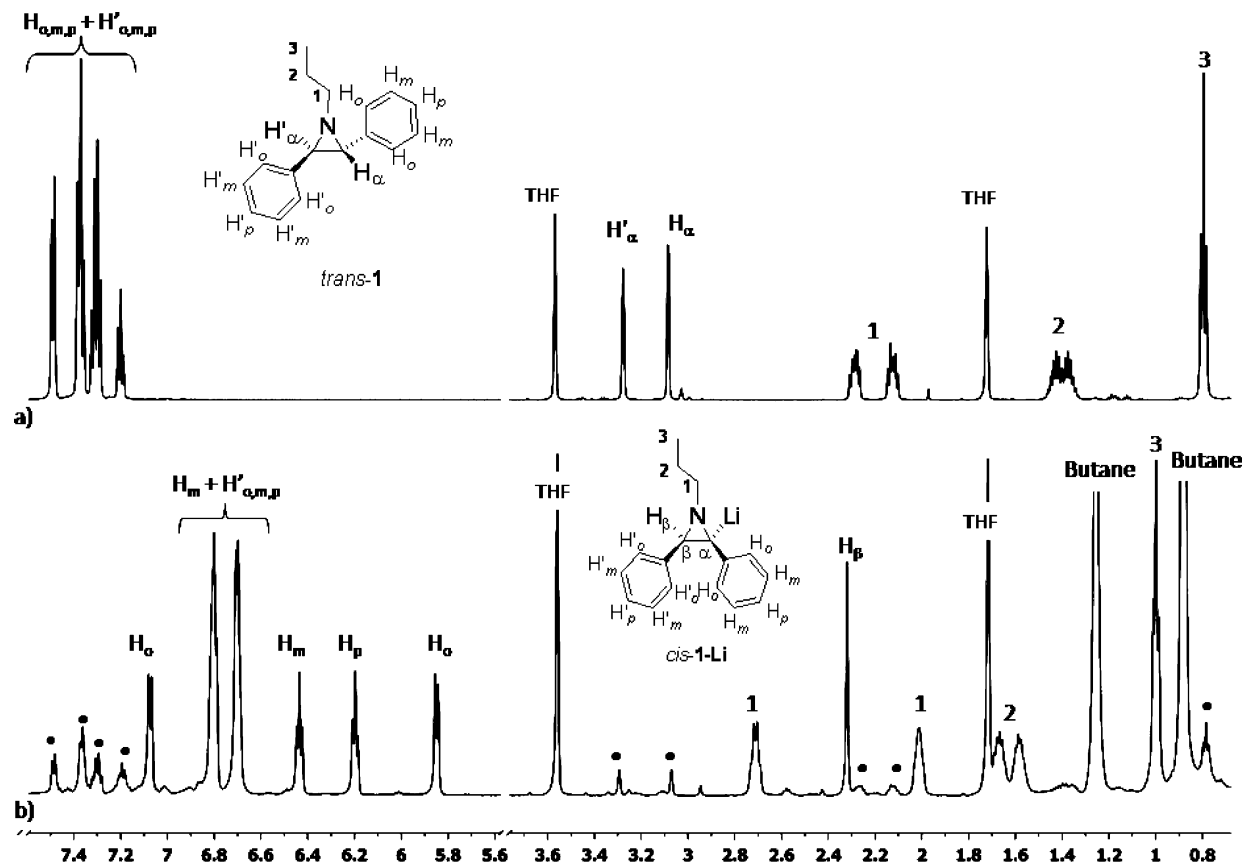 Hₒ,ₘ,ₚ + H'ₒ,ₘ,ₚ
3
3
2
1
Hₘ
Hₒ
Hₚ
N
H'α
Hₘ
H'ₒ
Hα
Hₒ
H'ₘ
H'ₒ
H'ₚ
H'ₘ
trans-1
THF
H'α
Hα
THF
1
2
a)
3
2
1
N
Li
Hβ
β
α
H'ₒ
Hₒ
H'ₘ
Hₘ
H'ₒ
Hₒ
H'ₚ
H'ₘ
Hₘ
Hₚ
cis-1-Li
Hₘ + H'ₒ,ₘ,ₚ
THF
Hβ
THF
Butane
3
Butane
Hₒ
Hₘ
Hₚ
Hₒ
1
1
2
b)
7.4 7.2 7 6.8 6.6 6.4 6.2 6 5.8 5.6 3.6 3.4 3.2 3 2.8 2.6 2.4 2.2 2 1.8 1.6 1.4 1.2 1 0.8